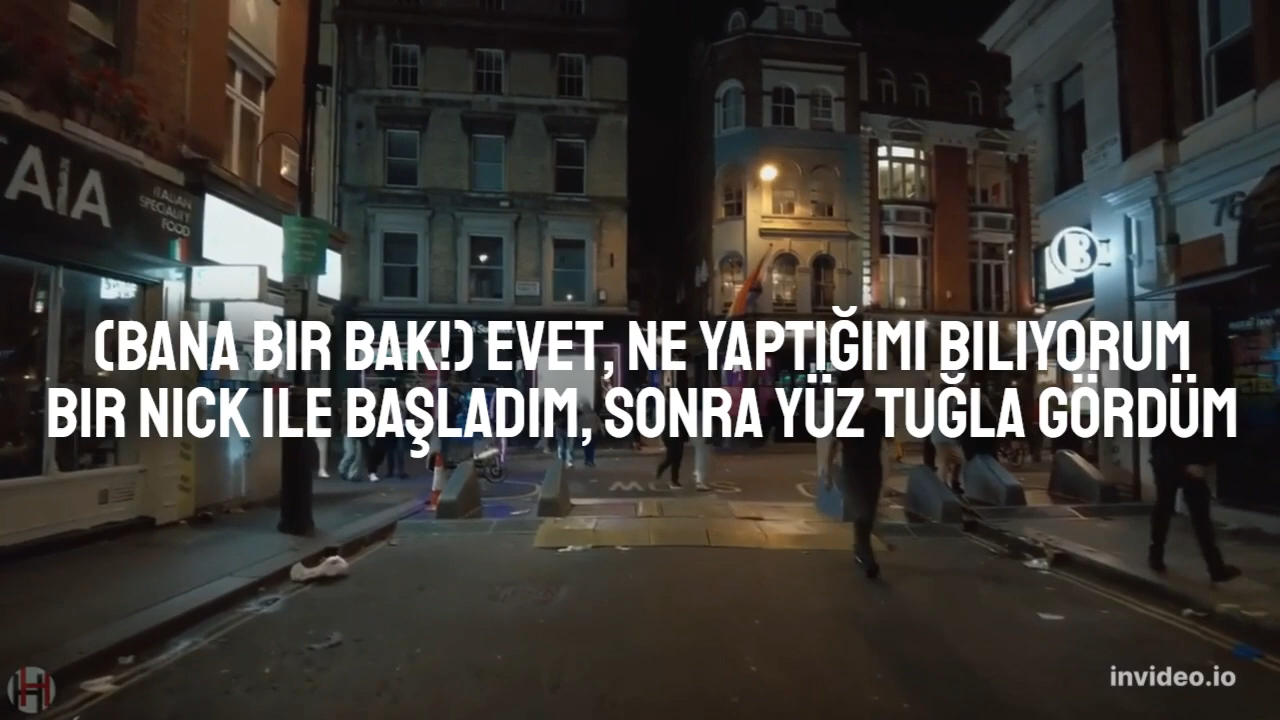 AIA
ITALIAN
SPECIALITY
FOOD
76
B
(BANA BIR BAK!) EVET, NE YAPTIĞIMI BILIYORUM
BIR NICK ILE BAŞLADIM, SONRA YÜZ TUĞLA GÖRDÜM
H
invideo.io